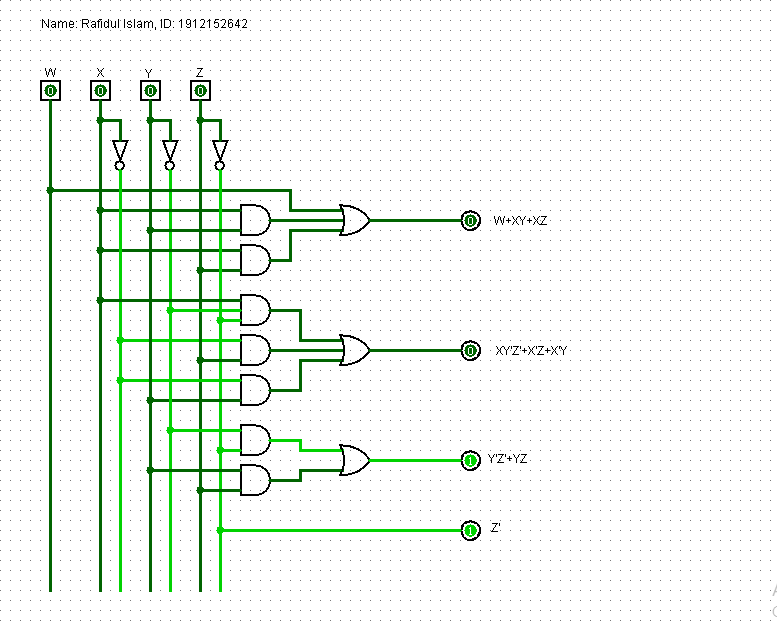 Name: Rafidul Islam, ID: 1912152642
W X Y Z
0 0 0 0
0 W+XY+XZ
0 XY'Z'+X'Z+X'Y
1 Y'Z'+YZ
1 Z'